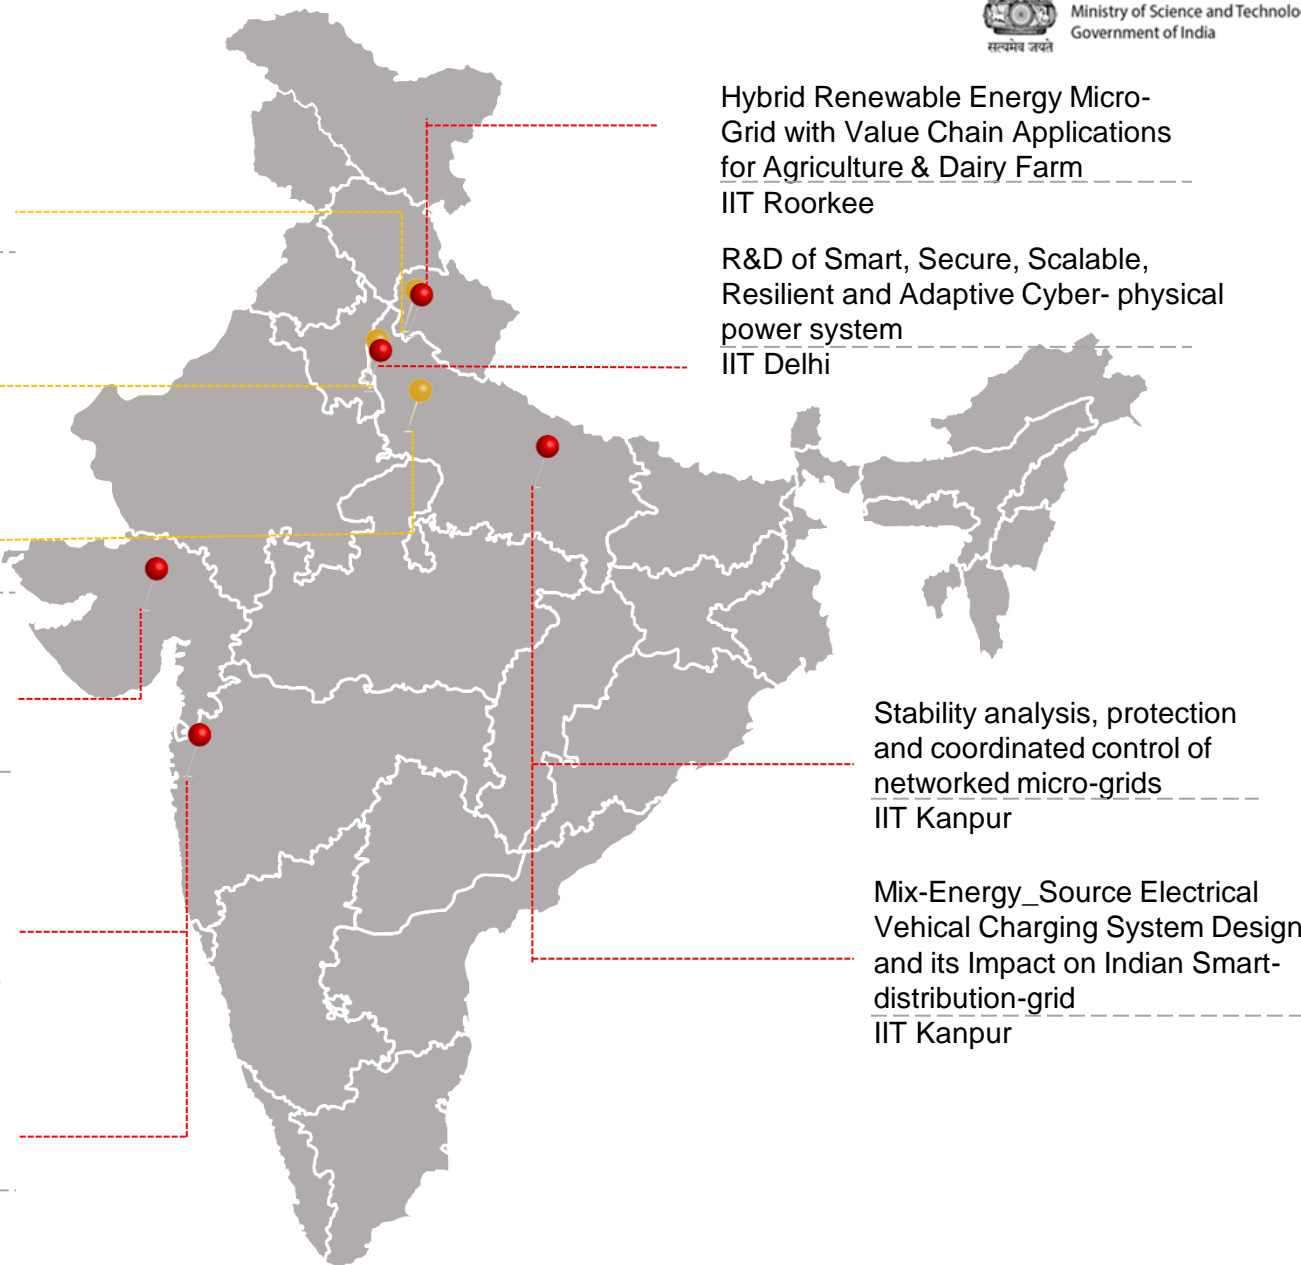 Ministry of Science and Technolo
Government of India
सत्यमेव जयते
Hybrid Renewable Energy Micro-
Grid with Value Chain Applications
for Agriculture & Dairy Farm
IIT Roorkee
R&D of Smart, Secure, Scalable,
Resilient and Adaptive Cyber- physical
power system
IIT Delhi
Stability analysis, protection
and coordinated control of
networked micro-grids
IIT Kanpur
Mix-Energy_Source Electrical
Vehical Charging System Design
and its Impact on Indian Smart-
distribution-grid
IIT Kanpur